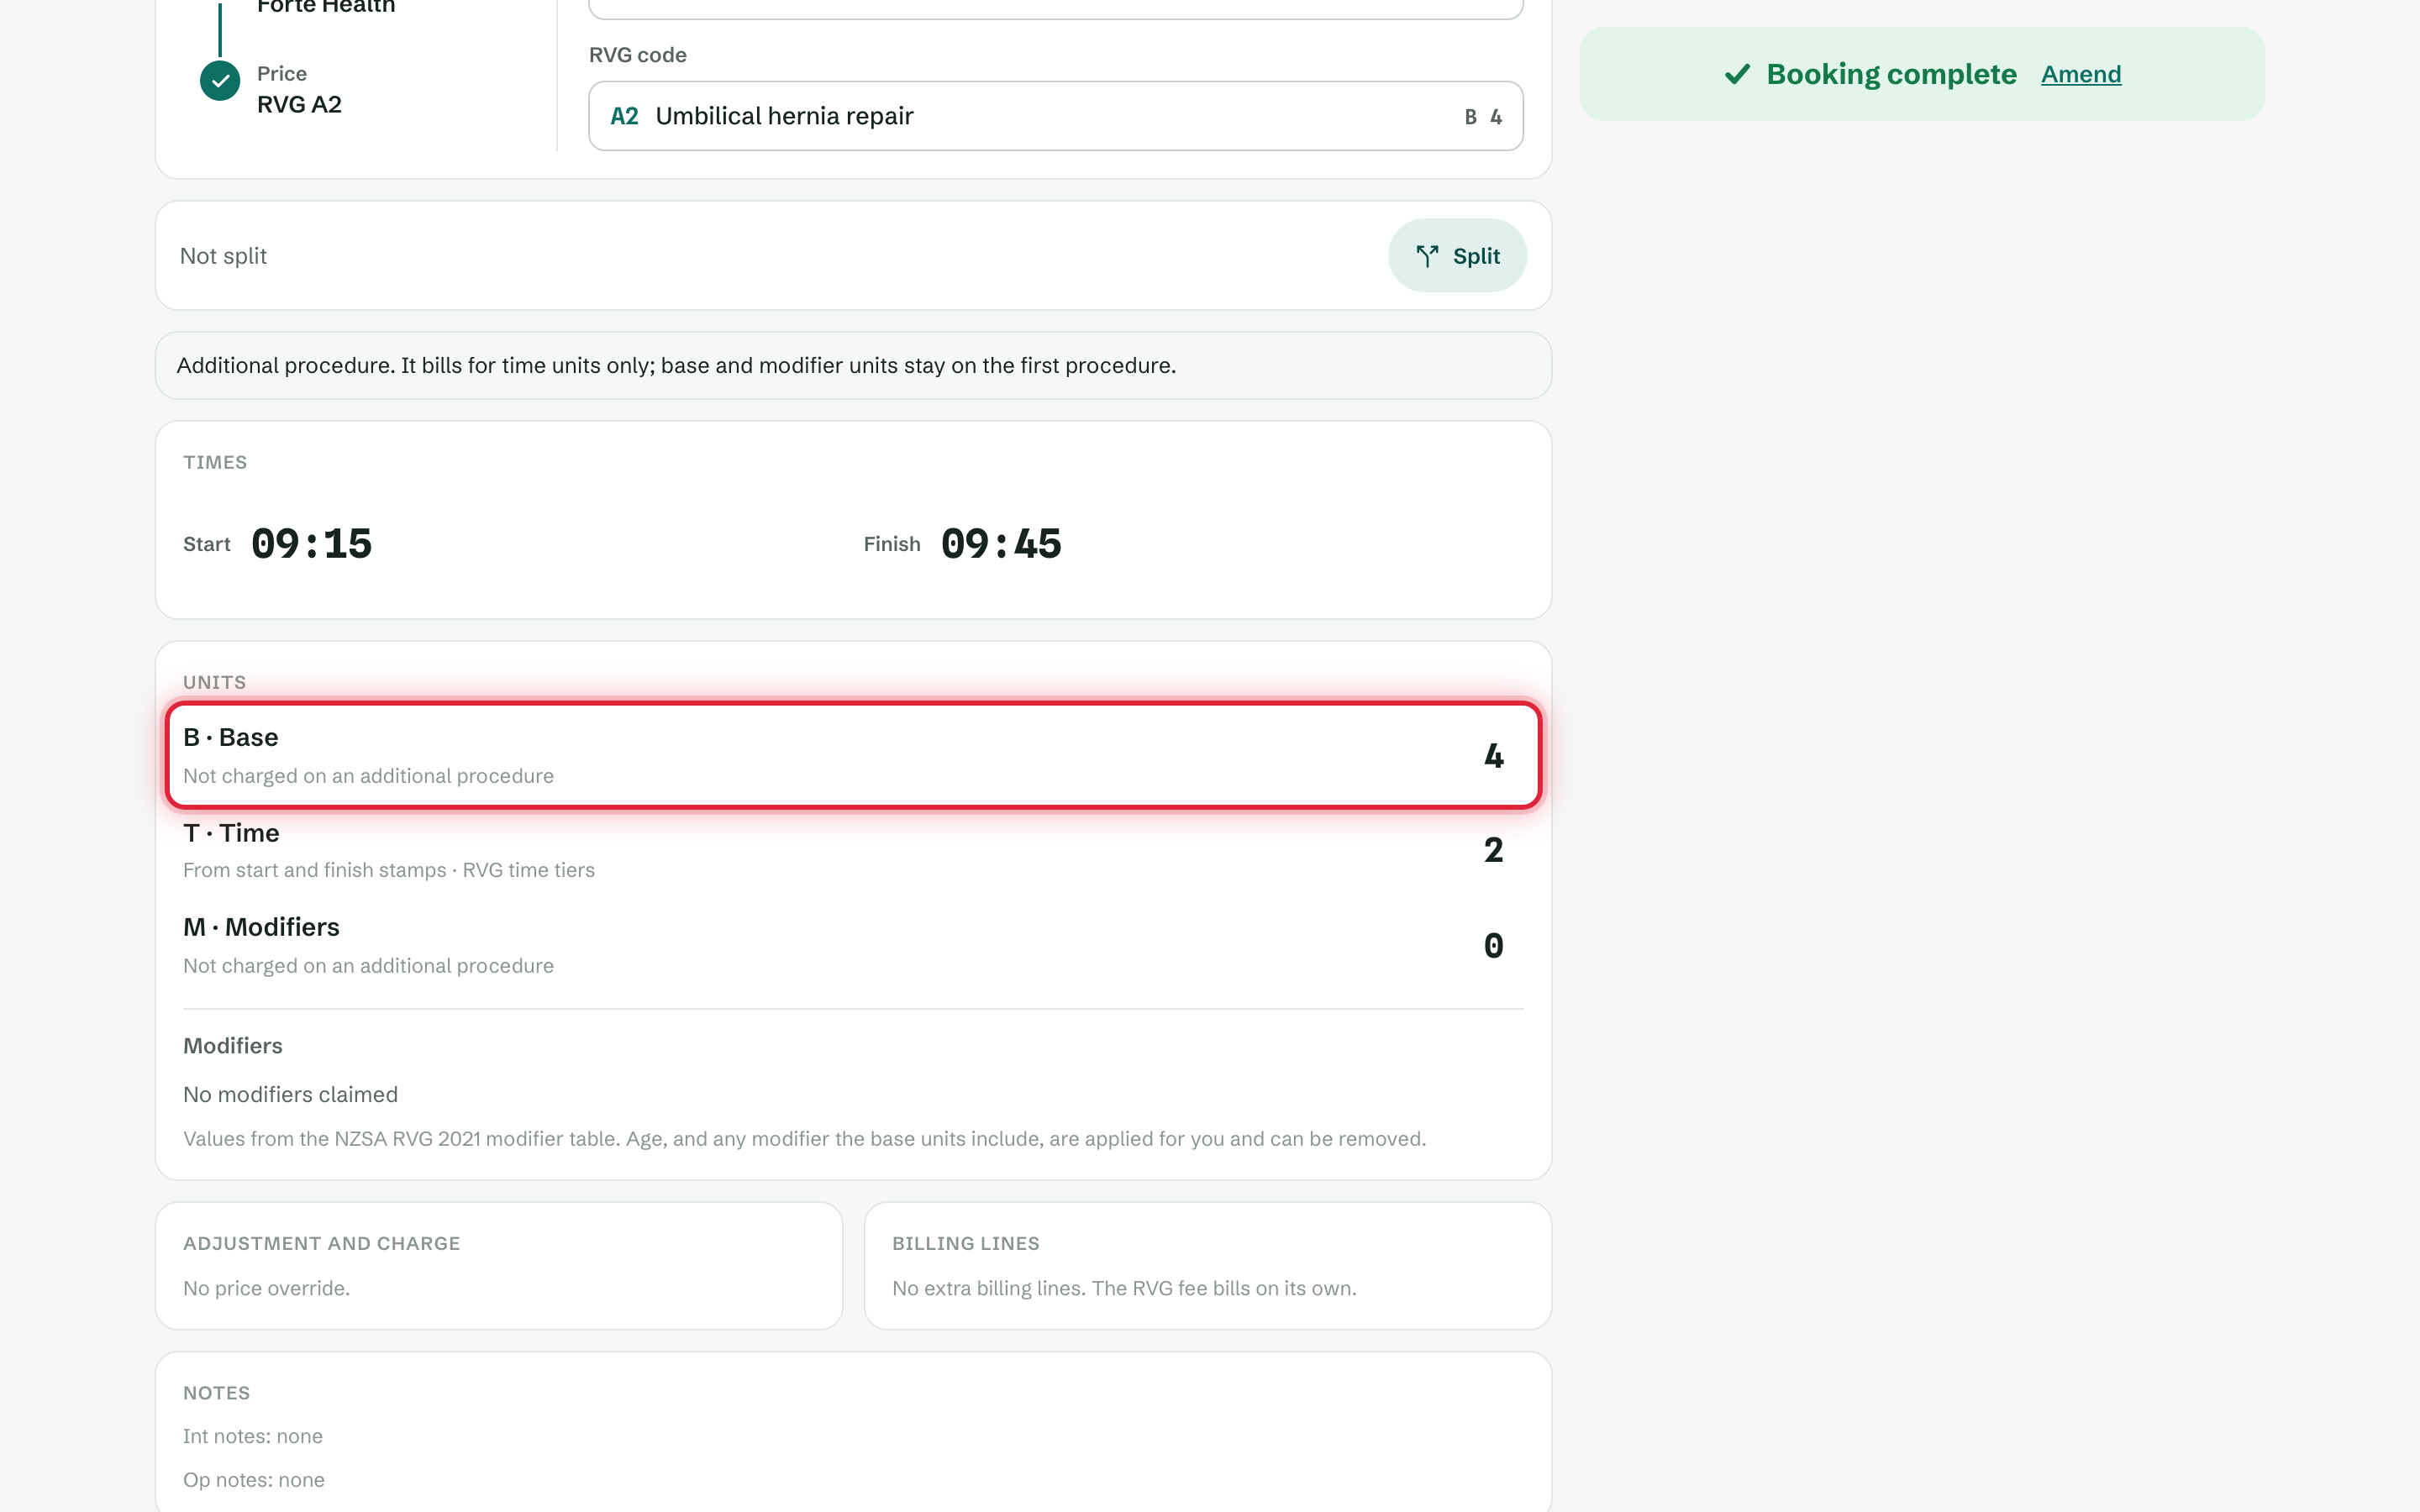 Forte Health
Price
RVG A2
RVG code
A2 Umbilical hernia repair B 4
Booking complete Amend
Not split
Split
Additional procedure. It bills for time units only; base and modifier units stay on the first procedure.
TIMES
Start 09:15
Finish 09:45
UNITS
B · Base
Not charged on an additional procedure
4
T · Time
From start and finish stamps · RVG time tiers
2
M · Modifiers
Not charged on an additional procedure
0
Modifiers
No modifiers claimed
Values from the NZSA RVG 2021 modifier table. Age, and any modifier the base units include, are applied for you and can be removed.
ADJUSTMENT AND CHARGE
No price override.
BILLING LINES
No extra billing lines. The RVG fee bills on its own.
NOTES
Int notes: none
Op notes: none